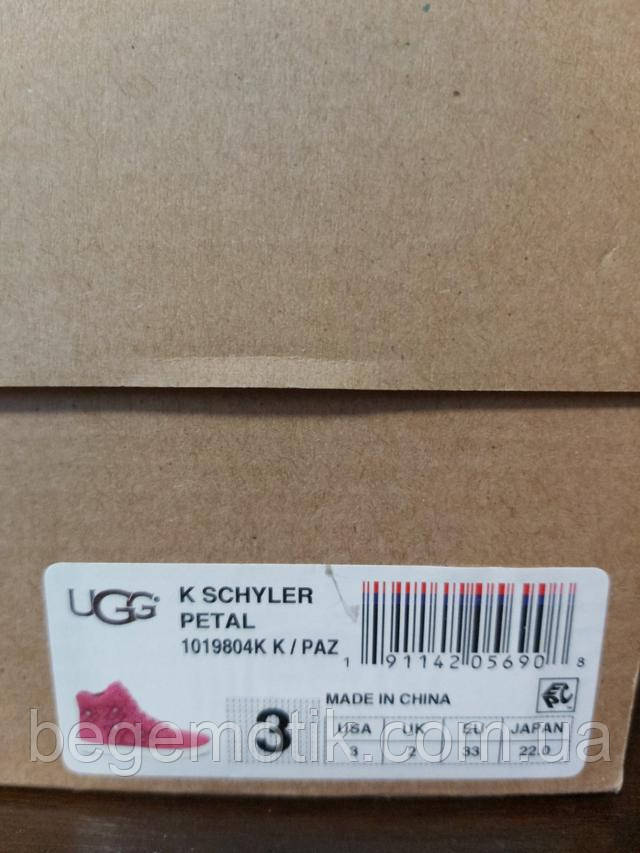 UGG
K SCHYLER
PETAL
1019804K K / PAZ
1 91142 05690 8
MADE IN CHINA
3
USA UK EU JAPAN
3 2 33 22.0
begemotik.com.ua